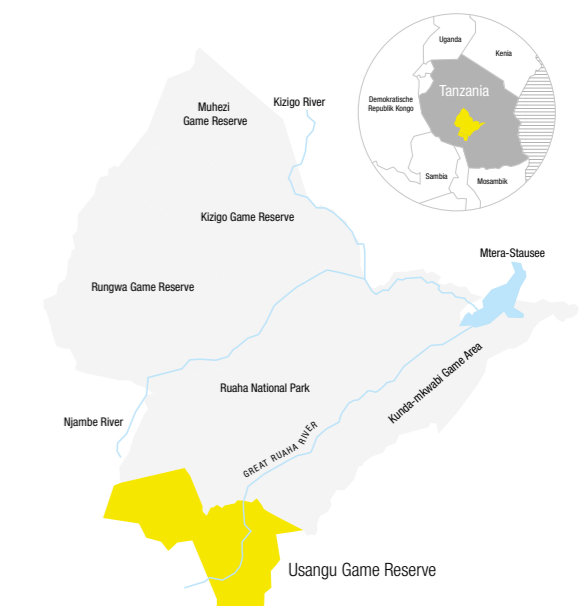 Uganda
Kenia
Tanzania
Demokratische
Republik Kongo
Sambia
Mosambik
Muhezi
Game Reserve
Kizigo River
Kizigo Game Reserve
Mtera-Stausee
Rungwa Game Reserve
Ruaha National Park
Kunda-mkwabi Game Area
Njambe River
GREAT RUAHA RIVER
Usangu Game Reserve